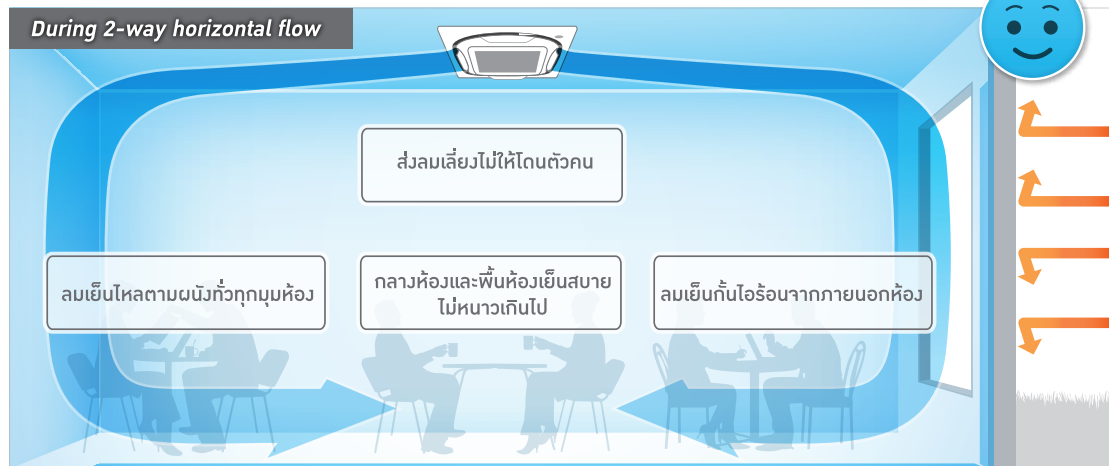 During 2-way horizontal flow
ส่งลมเลี่ยงไม่ให้โดนตัวคน
ลมเย็นไหลตามผนังทั่วทุกมุมห้อง
กลางห้องและพื้นห้องเย็นสบาย
ไม่หนาวเกินไป
ลมเย็นกั้นไอร้อนจากภายนอกห้อง